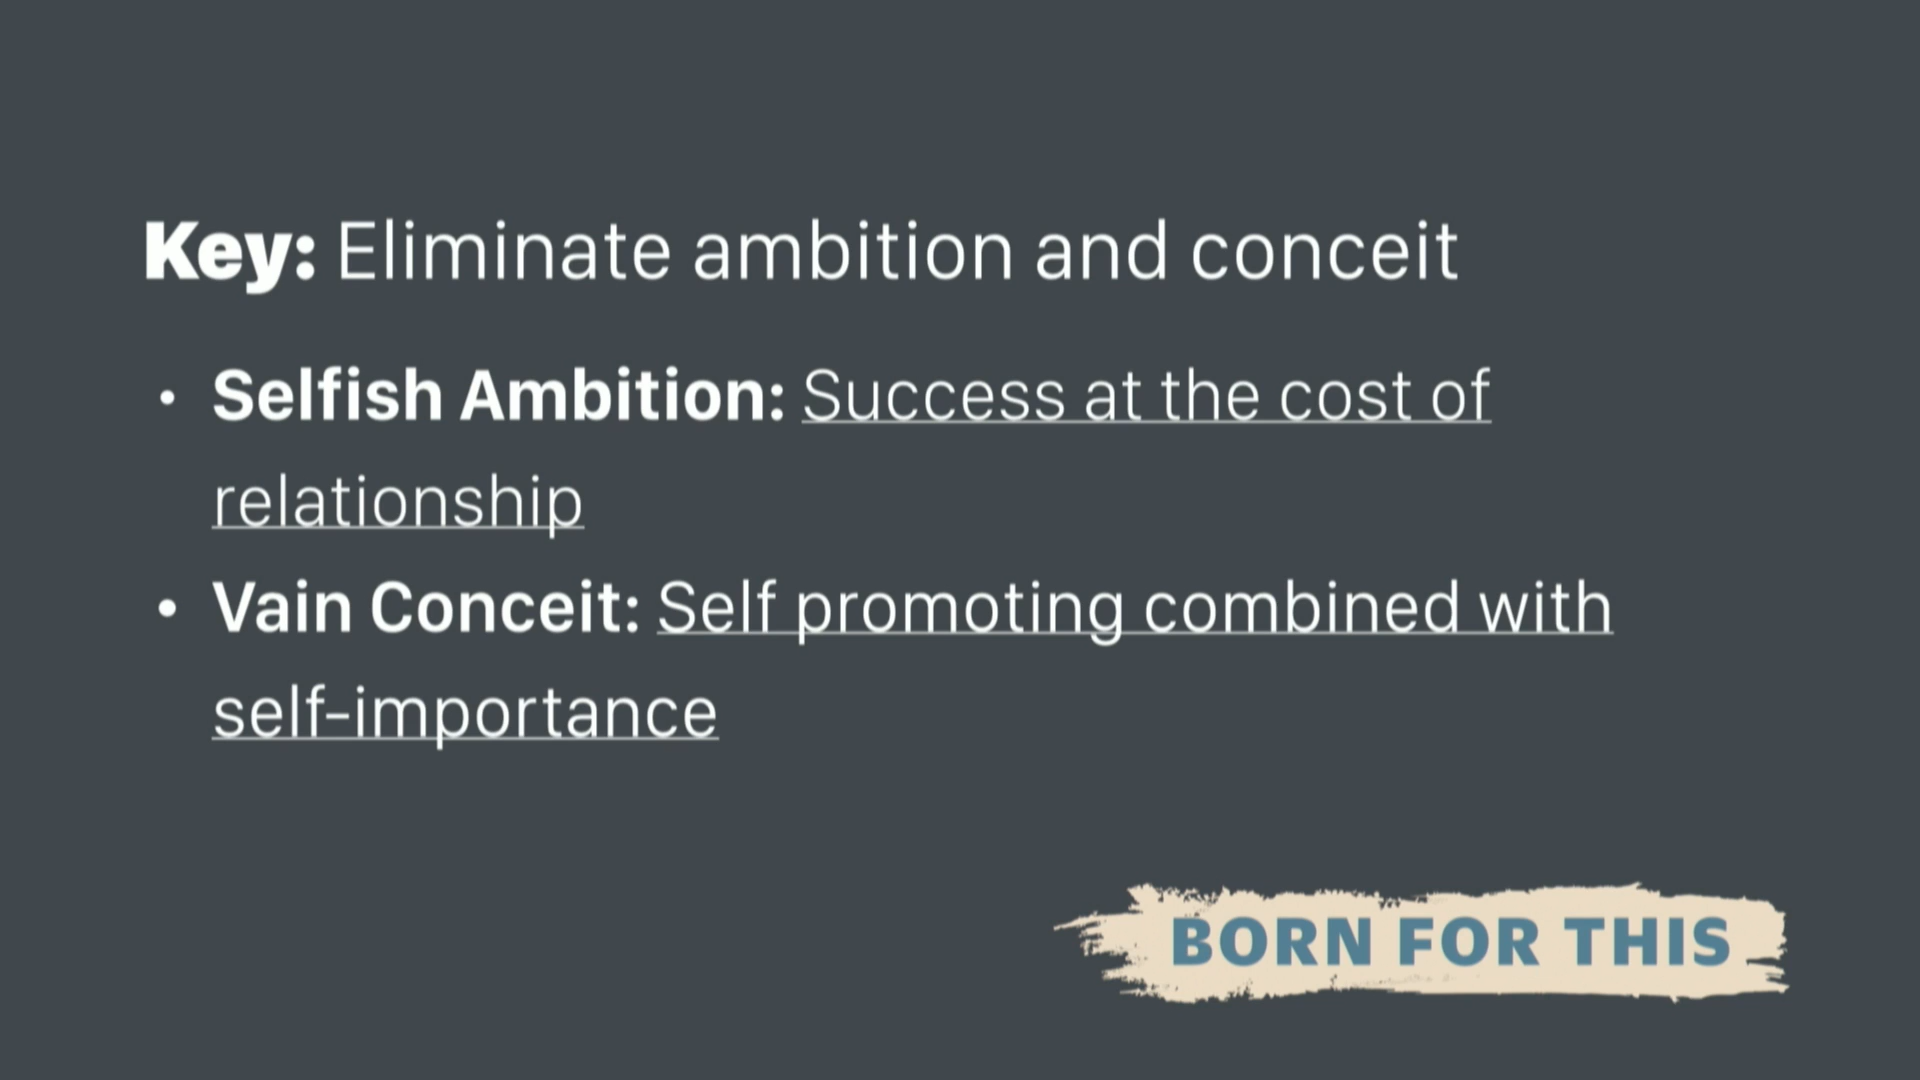 Key: Eliminate ambition and conceit
• Selfish Ambition: Success at the cost of
relationship
• Vain Conceit: Self promoting combined with
self-importance
BORN FOR THIS